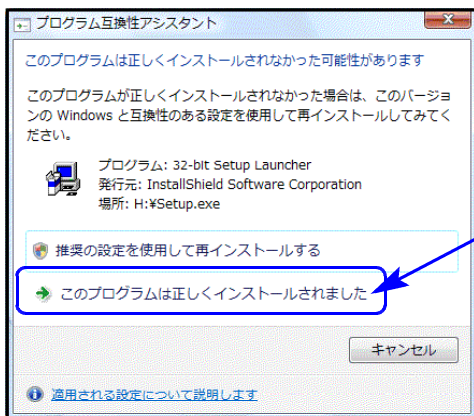 プログラム互換性アシスタント
このプログラムは正しくインストールされなかった可能性があります
このプログラムが正しくインストールされなかった場合は、このバージョ
ンの Windows と互換性のある設定を使用して再インストールしてみてく
ださい。
プログラム: 32-bit Setup Launcher
発行元: InstallShield Software Corporation
場所: H:¥Setup.exe
推奨の設定を使用して再インストールする
このプログラムは正しくインストールされました
キャンセル
適用される設定について説明します